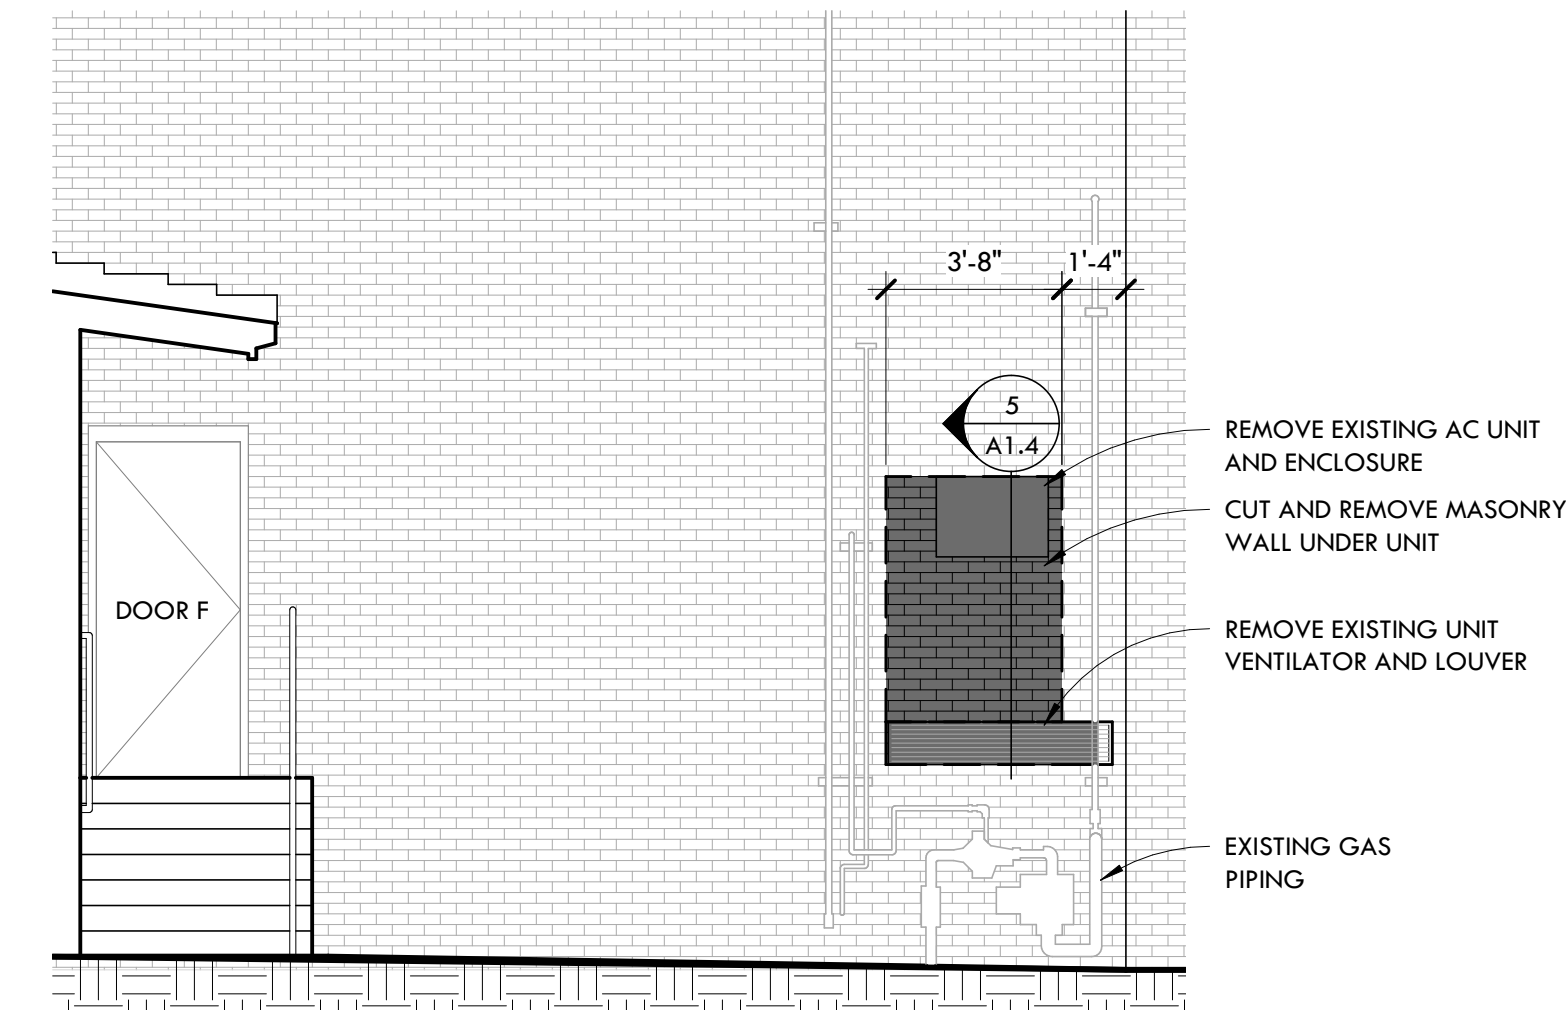 3'-8"
1'-4"
5
A1.4
REMOVE EXISTING AC UNIT
AND ENCLOSURE
CUT AND REMOVE MASONRY
WALL UNDER UNIT
DOOR F
REMOVE EXISTING UNIT
VENTILATOR AND LOUVER
EXISTING GAS
PIPING